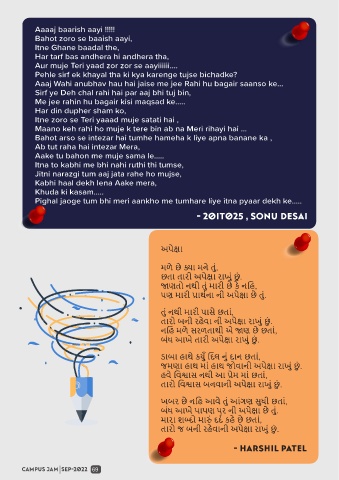 Aaaaj baarish aayi !!!!!
Bahot zoro se baaish aayi,
Itne Ghane baadal the,
Har tarf bas andhera hi andhera tha,
Aur muje Teri yaad zor zor se aayiiiiii....
Pehle sirf ek khayal tha ki kya karenge tujse bichadke?
Aaaj Wahi anubhav hau hai jaise me jee Rahi hu bagair saanso ke...
Sirf ye Deh chal rahi hai par aaj bhi tuj bin,
Me jee rahin hu bagair kisi maqsad ke.....
Har din dupher sham ko,
Itne zoro se Teri yaaad muje satati hai ,
Maano keh rahi ho muje k tere bin ab na Meri rihayi hai ...
Bahot arso se intezar hai tumhe hameha k liye apna banane ka ,
Ab tut raha hai intezar Mera,
Aake tu bahon me muje sama le.....
Itna to kabhi me bhi nahi ruthi thi tumse,
Jitni narazgi tum aaj jata rahe ho mujse,
Kabhi haal dekh lena Aake mera,
Khuda ki kasam.....
Pighal jaoge tum bhi meri aankho me tumhare liye itna pyaar dekh ke.....
- 20IT025 , SONU DESAI
અપેક્ષા
મળે છે ક્યા મને તું,
છતા તારી અપેક્ષા રાખું છું.
જાણતો નથી તું મારી છે કે નહિ,
પણ મારી પ્રાર્થના ની અપેક્ષા છે તું.
તું નથી મારી પાસે છતાં,
તારો બની રહેવા ની અપેક્ષા રાખું છું.
નહિ મળે સરળતાથી એ જાણ છે છતાં,
બંધ આખે તારી અપેક્ષા રાખું છું.
ડાબા હાથે કર્યું દિલ નું દાન છતાં,
જમણા હાથ માં હાથ જોવાની અપેક્ષા રાખું છું.
હવે વિશ્વાસ નથી આ પ્રેમ માં છતાં,
તારો વિશ્વાસ બનવાની અપેક્ષા રાખું છું.
ખબર છે નહિ આવે તું આંગણ સુધી છતાં,
બંધ આખે પાપણ પર ની અપેક્ષા છે તું.
મારા શબ્દો મારું દર્દ કહે છે છતાં,
તારો જ બની રહેવાની અપેક્ષા રાખું છું.
- HARSHIL PATEL
CAMPUS JAM|SEP-2022 69